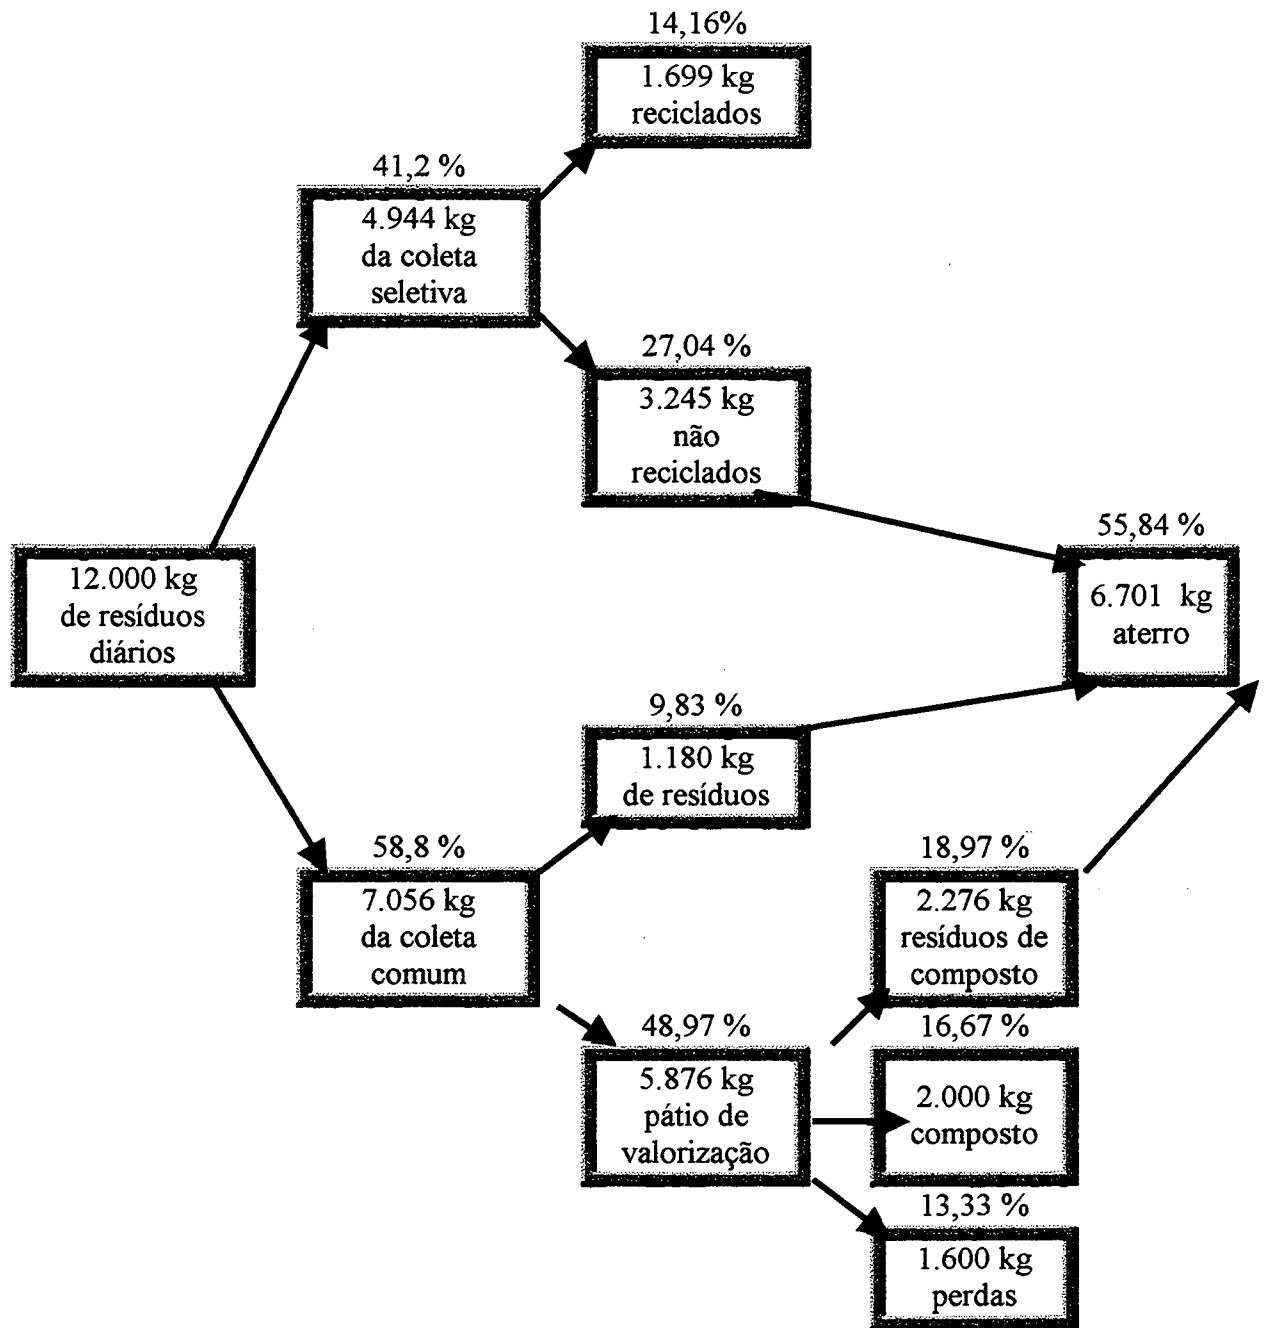 14,16%
1.699 kg
reciclados
41,2 %
4.944 kg
da coleta
seletiva
27,04 %
3.245 kg
não
reciclados
55,84 %
6.701 kg
aterro
12.000 kg
de resíduos
diários
9,83 %
1.180 kg
de resíduos
58,8 %
7.056 kg
da coleta
comum
18,97 %
2.276 kg
resíduos de
composto
48,97 %
5.876 kg
pátio de
valorização
16,67 %
2.000 kg
composto
13,33 %
1.600 kg
perdas